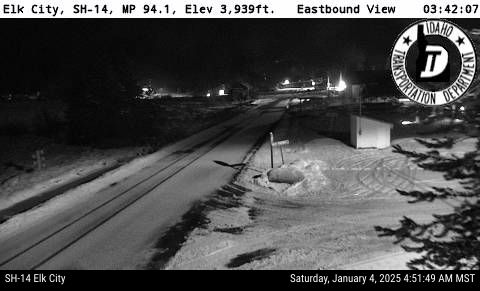 Elk City, SH-14, MP 94.1, Elev 3,939ft. Eastbound View 03:42:07
IDAHO
TRANSPORTATION DEPARTMENT
SH-14 Elk City Saturday, January 4, 2025 4:51:49 AM MST